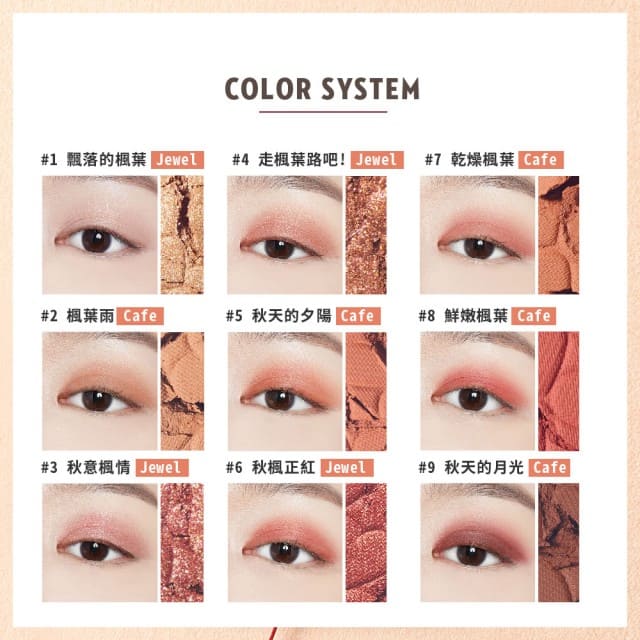 COLOR SYSTEM
#1 飄落的楓葉 Jewel
#4 走楓葉路吧! Jewel
#7 乾燥楓葉 Cafe
#2 楓葉雨 Cafe
#5 秋天的夕陽 Cafe
#8 鮮嫩楓葉 Cafe
#3 秋意楓情 Jewel
#6 秋楓正紅 Jewel
#9 秋天的月光 Cafe